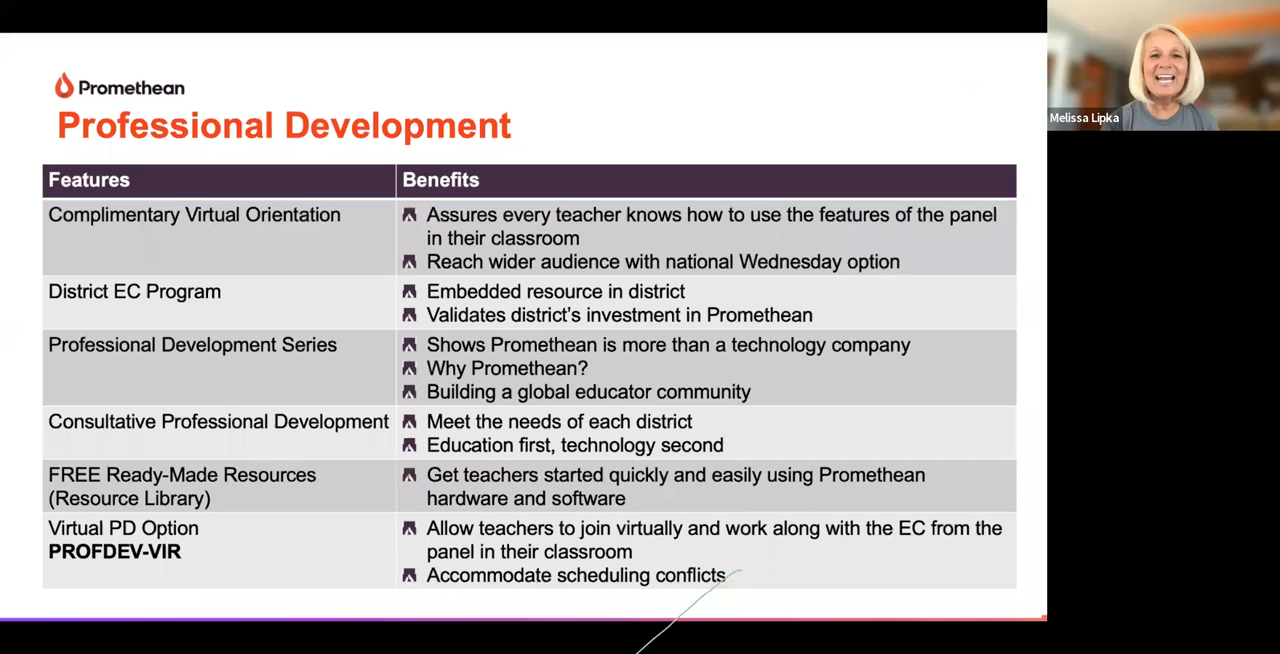 Promethean
Professional Development
Features
Benefits
Complimentary Virtual Orientation
Assures every teacher knows how to use the features of the panel
in their classroom
Reach wider audience with national Wednesday option
District EC Program
Embedded resource in district
Validates district's investment in Promethean
Professional Development Series
Shows Promethean is more than a technology company
Why Promethean?
Building a global educator community
Consultative Professional Development
Meet the needs of each district
Education first, technology second
FREE Ready-Made Resources
(Resource Library)
Get teachers started quickly and easily using Promethean
hardware and software
Virtual PD Option
PROFDEV-VIR
Allow teachers to join virtually and work along with the EC from the
panel in their classroom
Accommodate scheduling conflicts
Melissa Lipka